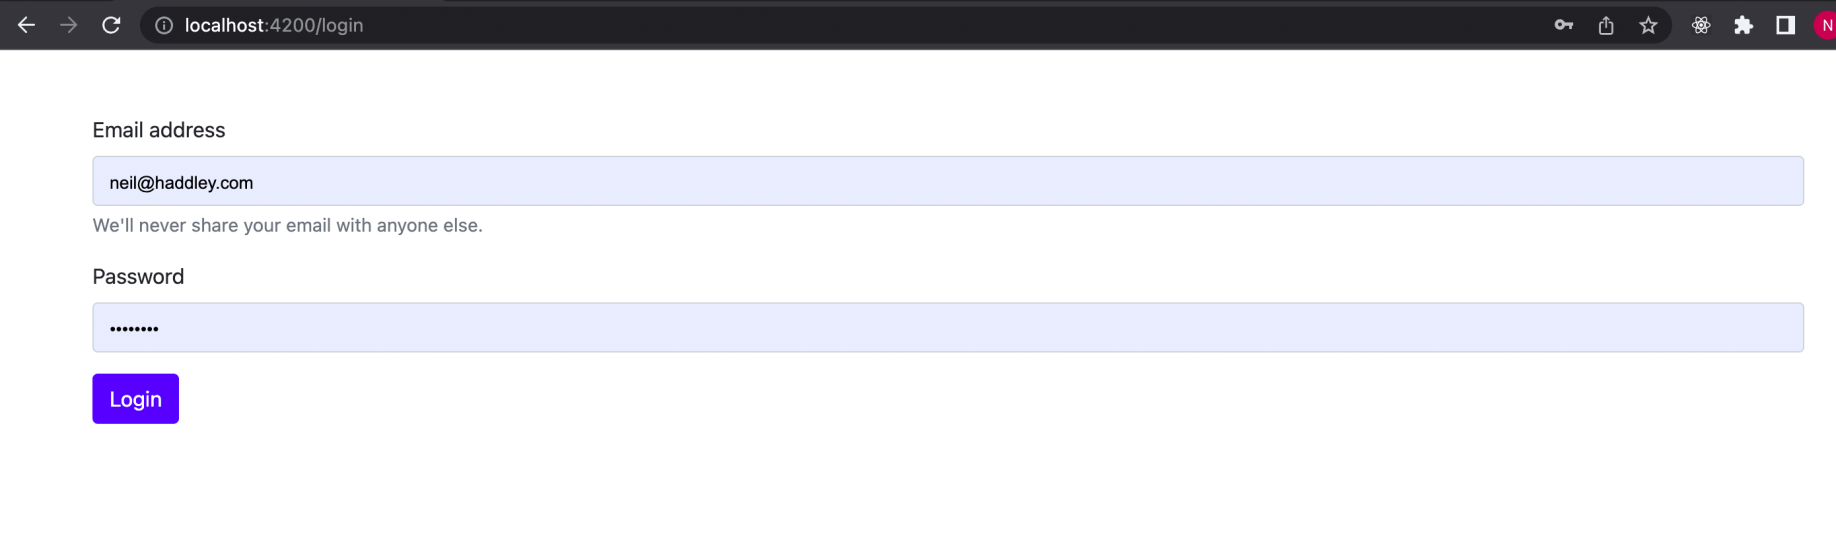 localhost:4200/login
N
Email address
neil@haddley.com
We'll never share your email with anyone else.
Password
••••••••
Login